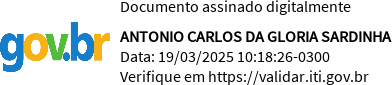 Documento assinado digitalmente
gov.br
ANTONIO CARLOS DA GLORIA SARDINHA
Data: 19/03/2025 10:18:26-0300
Verifique em https://validar.iti.gov.br